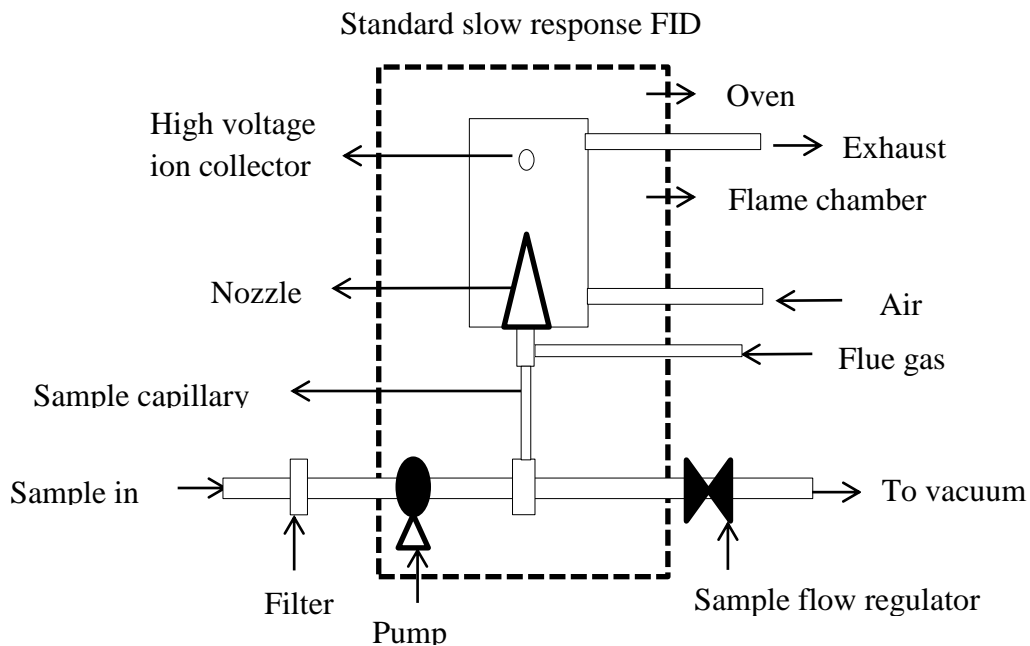 Standard slow response FID
Oven
High voltage
ion collector
Exhaust
Flame chamber
Nozzle
Air
Flue gas
Sample capillary
Sample in
To vacuum
Filter
Sample flow regulator
Pump